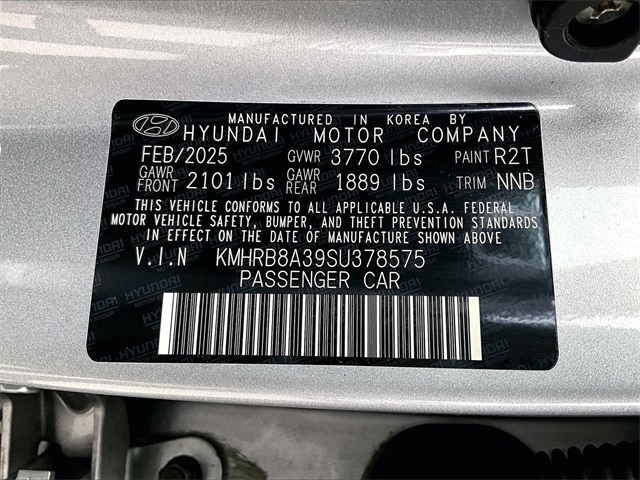 MANUFACTURED IN KOREA BY
HYUNDAI MOTOR COMPANY
FEB/2025 GVWR 3770 lbs PAINT R2T
GAWR FRONT 2101 lbs GAWR REAR 1889 lbs TRIM NNB
THIS VEHICLE CONFORMS TO ALL APPLICABLE U.S.A. FEDERAL
MOTOR VEHICLE SAFETY, BUMPER, AND THEFT PREVENTION STANDARDS
IN EFFECT ON THE DATE OF MANUFACTURE SHOWN ABOVE
V.I.N KMHRB8A39SU378575
PASSENGER CAR